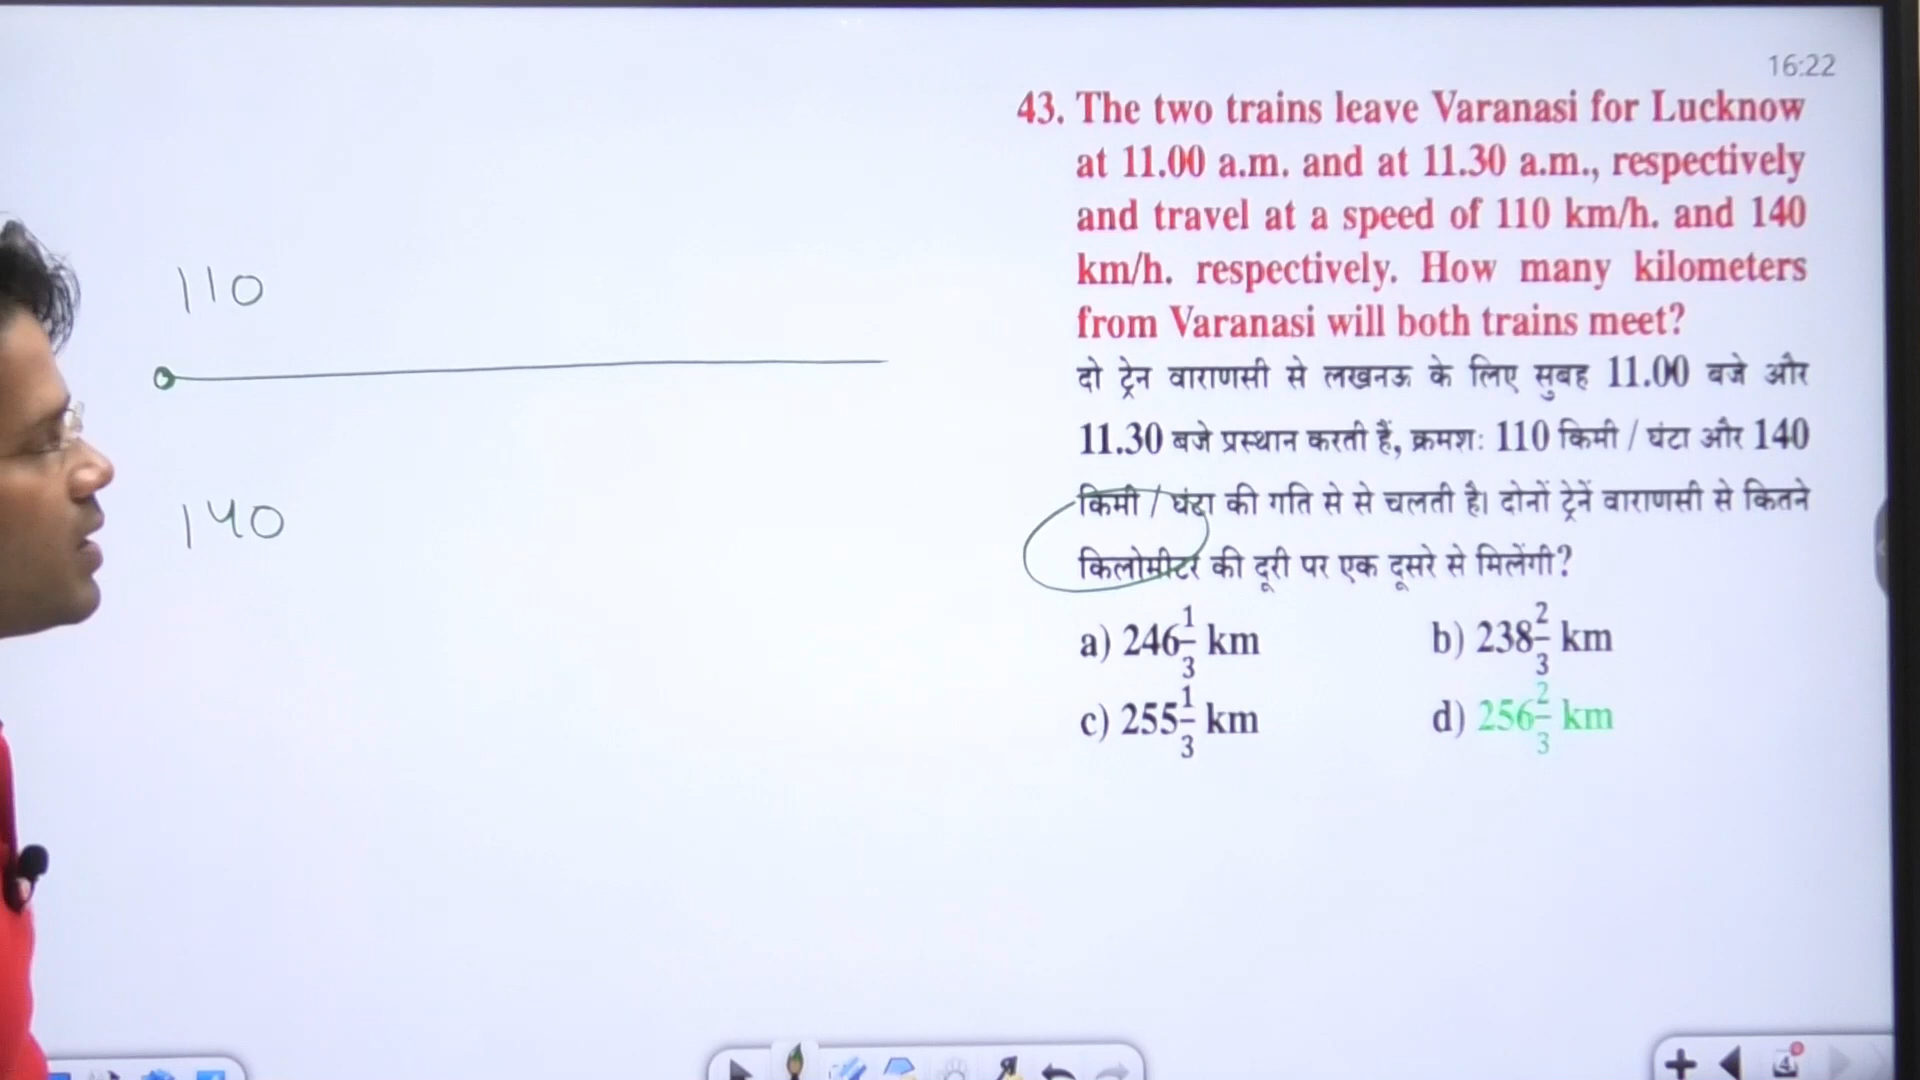 16:22
43. The two trains leave Varanasi for Lucknow
at 11.00 a.m. and at 11.30 a.m., respectively
and travel at a speed of 110 km/h. and 140
km/h. respectively. How many kilometers
from Varanasi will both trains meet?
दो ट्रेन वाराणसी से लखनऊ के लिए सुबह 11.00 बजे और
11.30 बजे प्रस्थान करती हैं, क्रमशः 110 किमी / घंटा और 140
किमी / घंटा की गति से से चलती है। दोनों ट्रेनें वाराणसी से कितने
किलोमीटर की दूरी पर एक दूसरे से मिलेंगी?
a) 246 1/3 km b) 238 2/3 km
c) 255 1/3 km d) 256 2/3 km
110
140
4